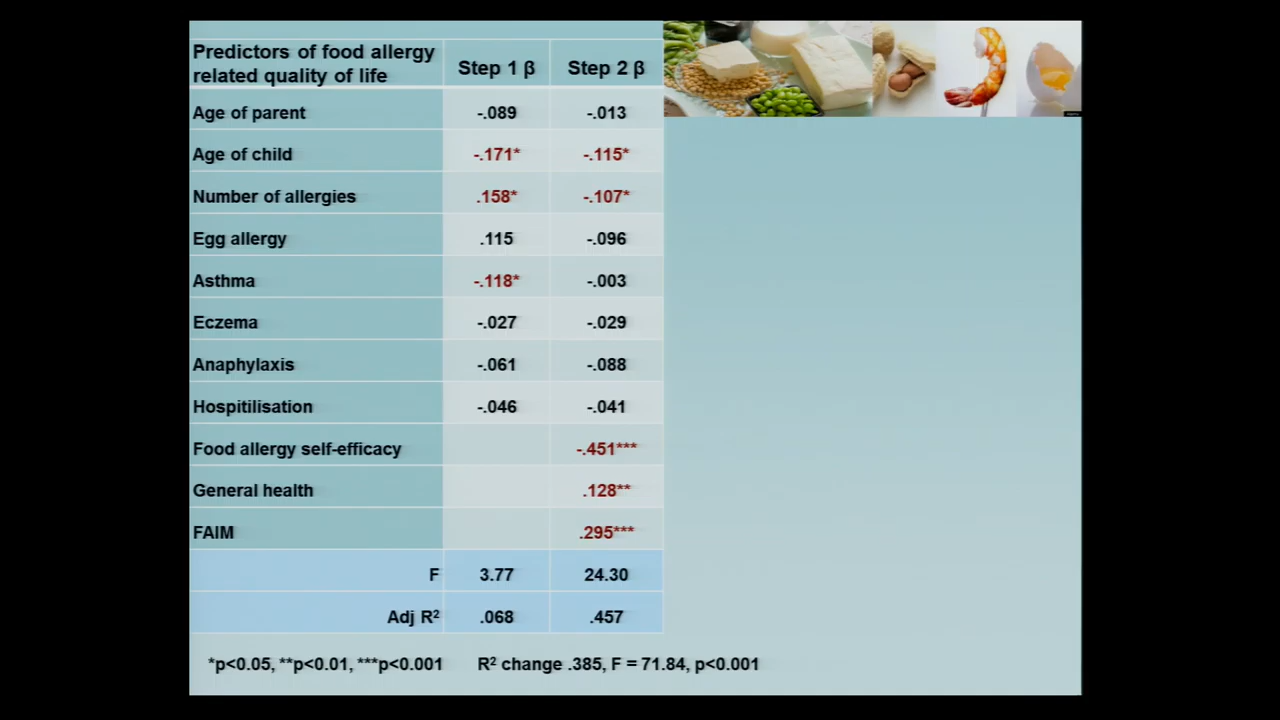 Predictors of food allergy related quality of life Step 1 β Step 2 β
Age of parent -.089 -.013
Age of child -.171* -.115*
Number of allergies .158* -.107*
Egg allergy .115 -.096
Asthma -.118* -.003
Eczema -.027 -.029
Anaphylaxis -.061 -.088
Hospitilisation -.046 -.041
Food allergy self-efficacy -.451***
General health .128**
FAIM .295***
F 3.77 24.30
Adj R² .068 .457
*p<0.05, **p<0.01, ***p<0.001 R² change .385, F = 71.84, p<0.001